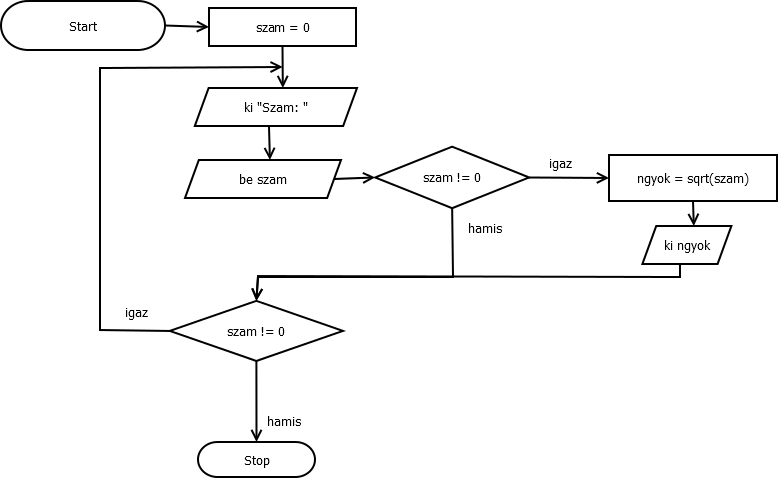 Start
szam = 0
ki "Szam: "
be szam
szam != 0
igaz
ngyok = sqrt(szam)
hamis
ki ngyok
igaz
szam != 0
hamis
Stop